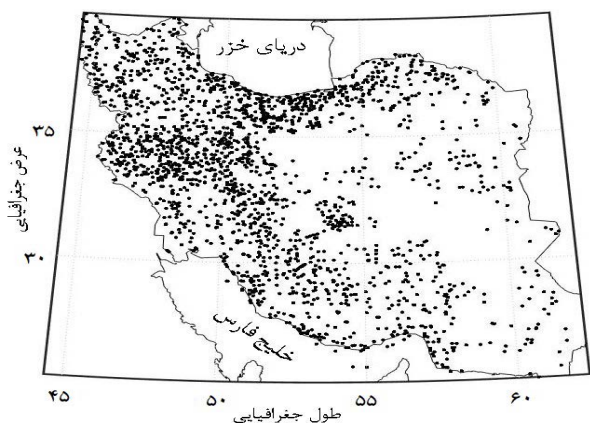 دریای خزر
۳۵
عرض جغرافیایی
۳۰
خلیج فارس
۴۵
۵۰
۵۵
۶۰
طول جغرافیایی